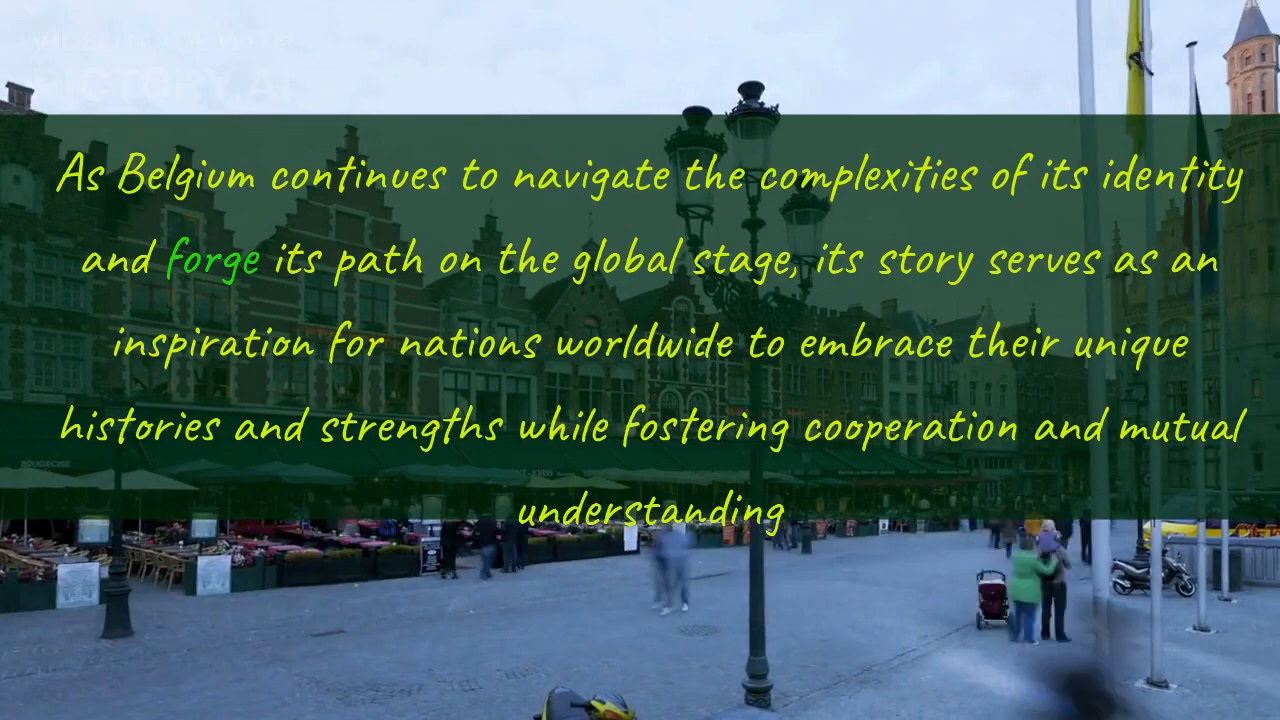 PICTORY.AI
As Belgium continues to navigate the complexities of its identity
and forge its path on the global stage, its story serves as an
inspiration for nations worldwide to embrace their unique
histories and strengths while fostering cooperation and mutual
understanding